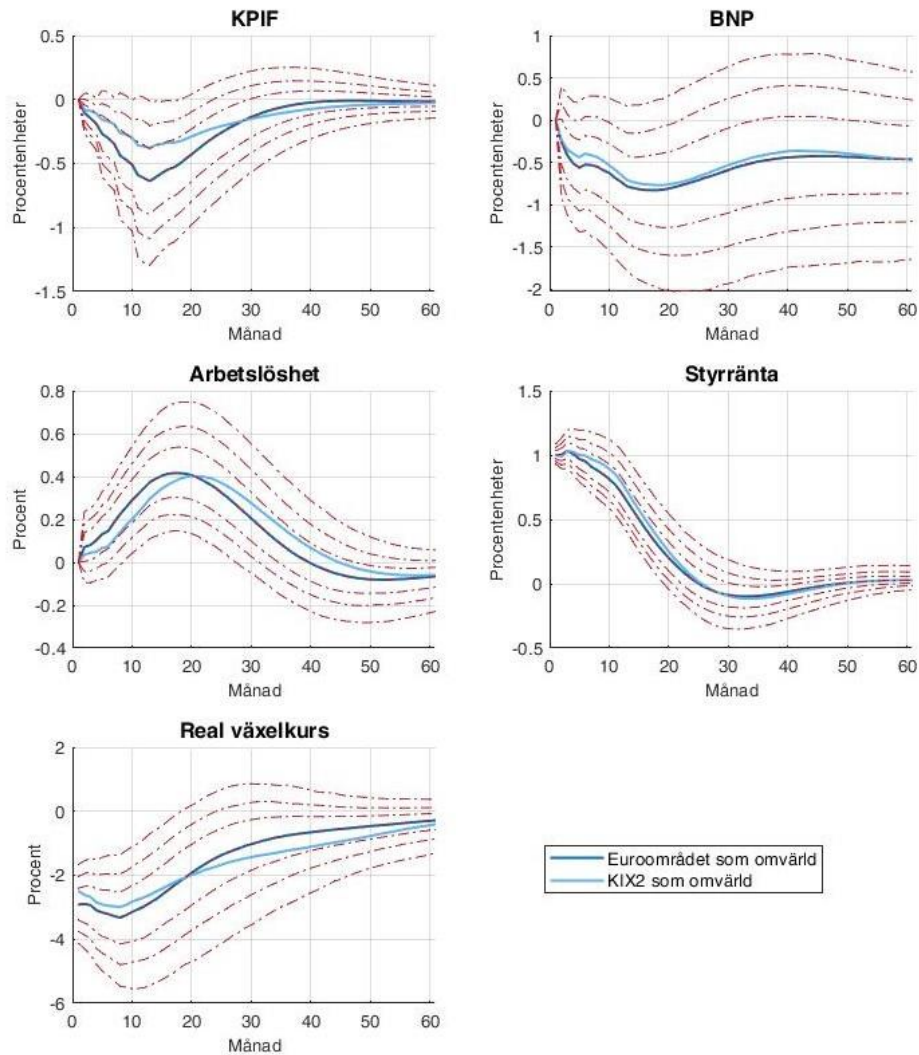 KPIF
0.5
0
-0.5
-1
-1.5
Procentenheter
0 10 20 30 40 50 60
Månad
BNP
1
0.5
0
-0.5
-1
-1.5
-2
Procentenheter
0 10 20 30 40 50 60
Månad
Arbetslöshet
0.8
0.6
0.4
0.2
0
-0.2
-0.4
Procent
0 10 20 30 40 50 60
Månad
Styrränta
1.5
1
0.5
0
-0.5
Procentenheter
0 10 20 30 40 50 60
Månad
Real växelkurs
2
0
-2
-4
-6
Procent
0 10 20 30 40 50 60
Månad
Euroområdet som omvärld
KIX2 som omvärld